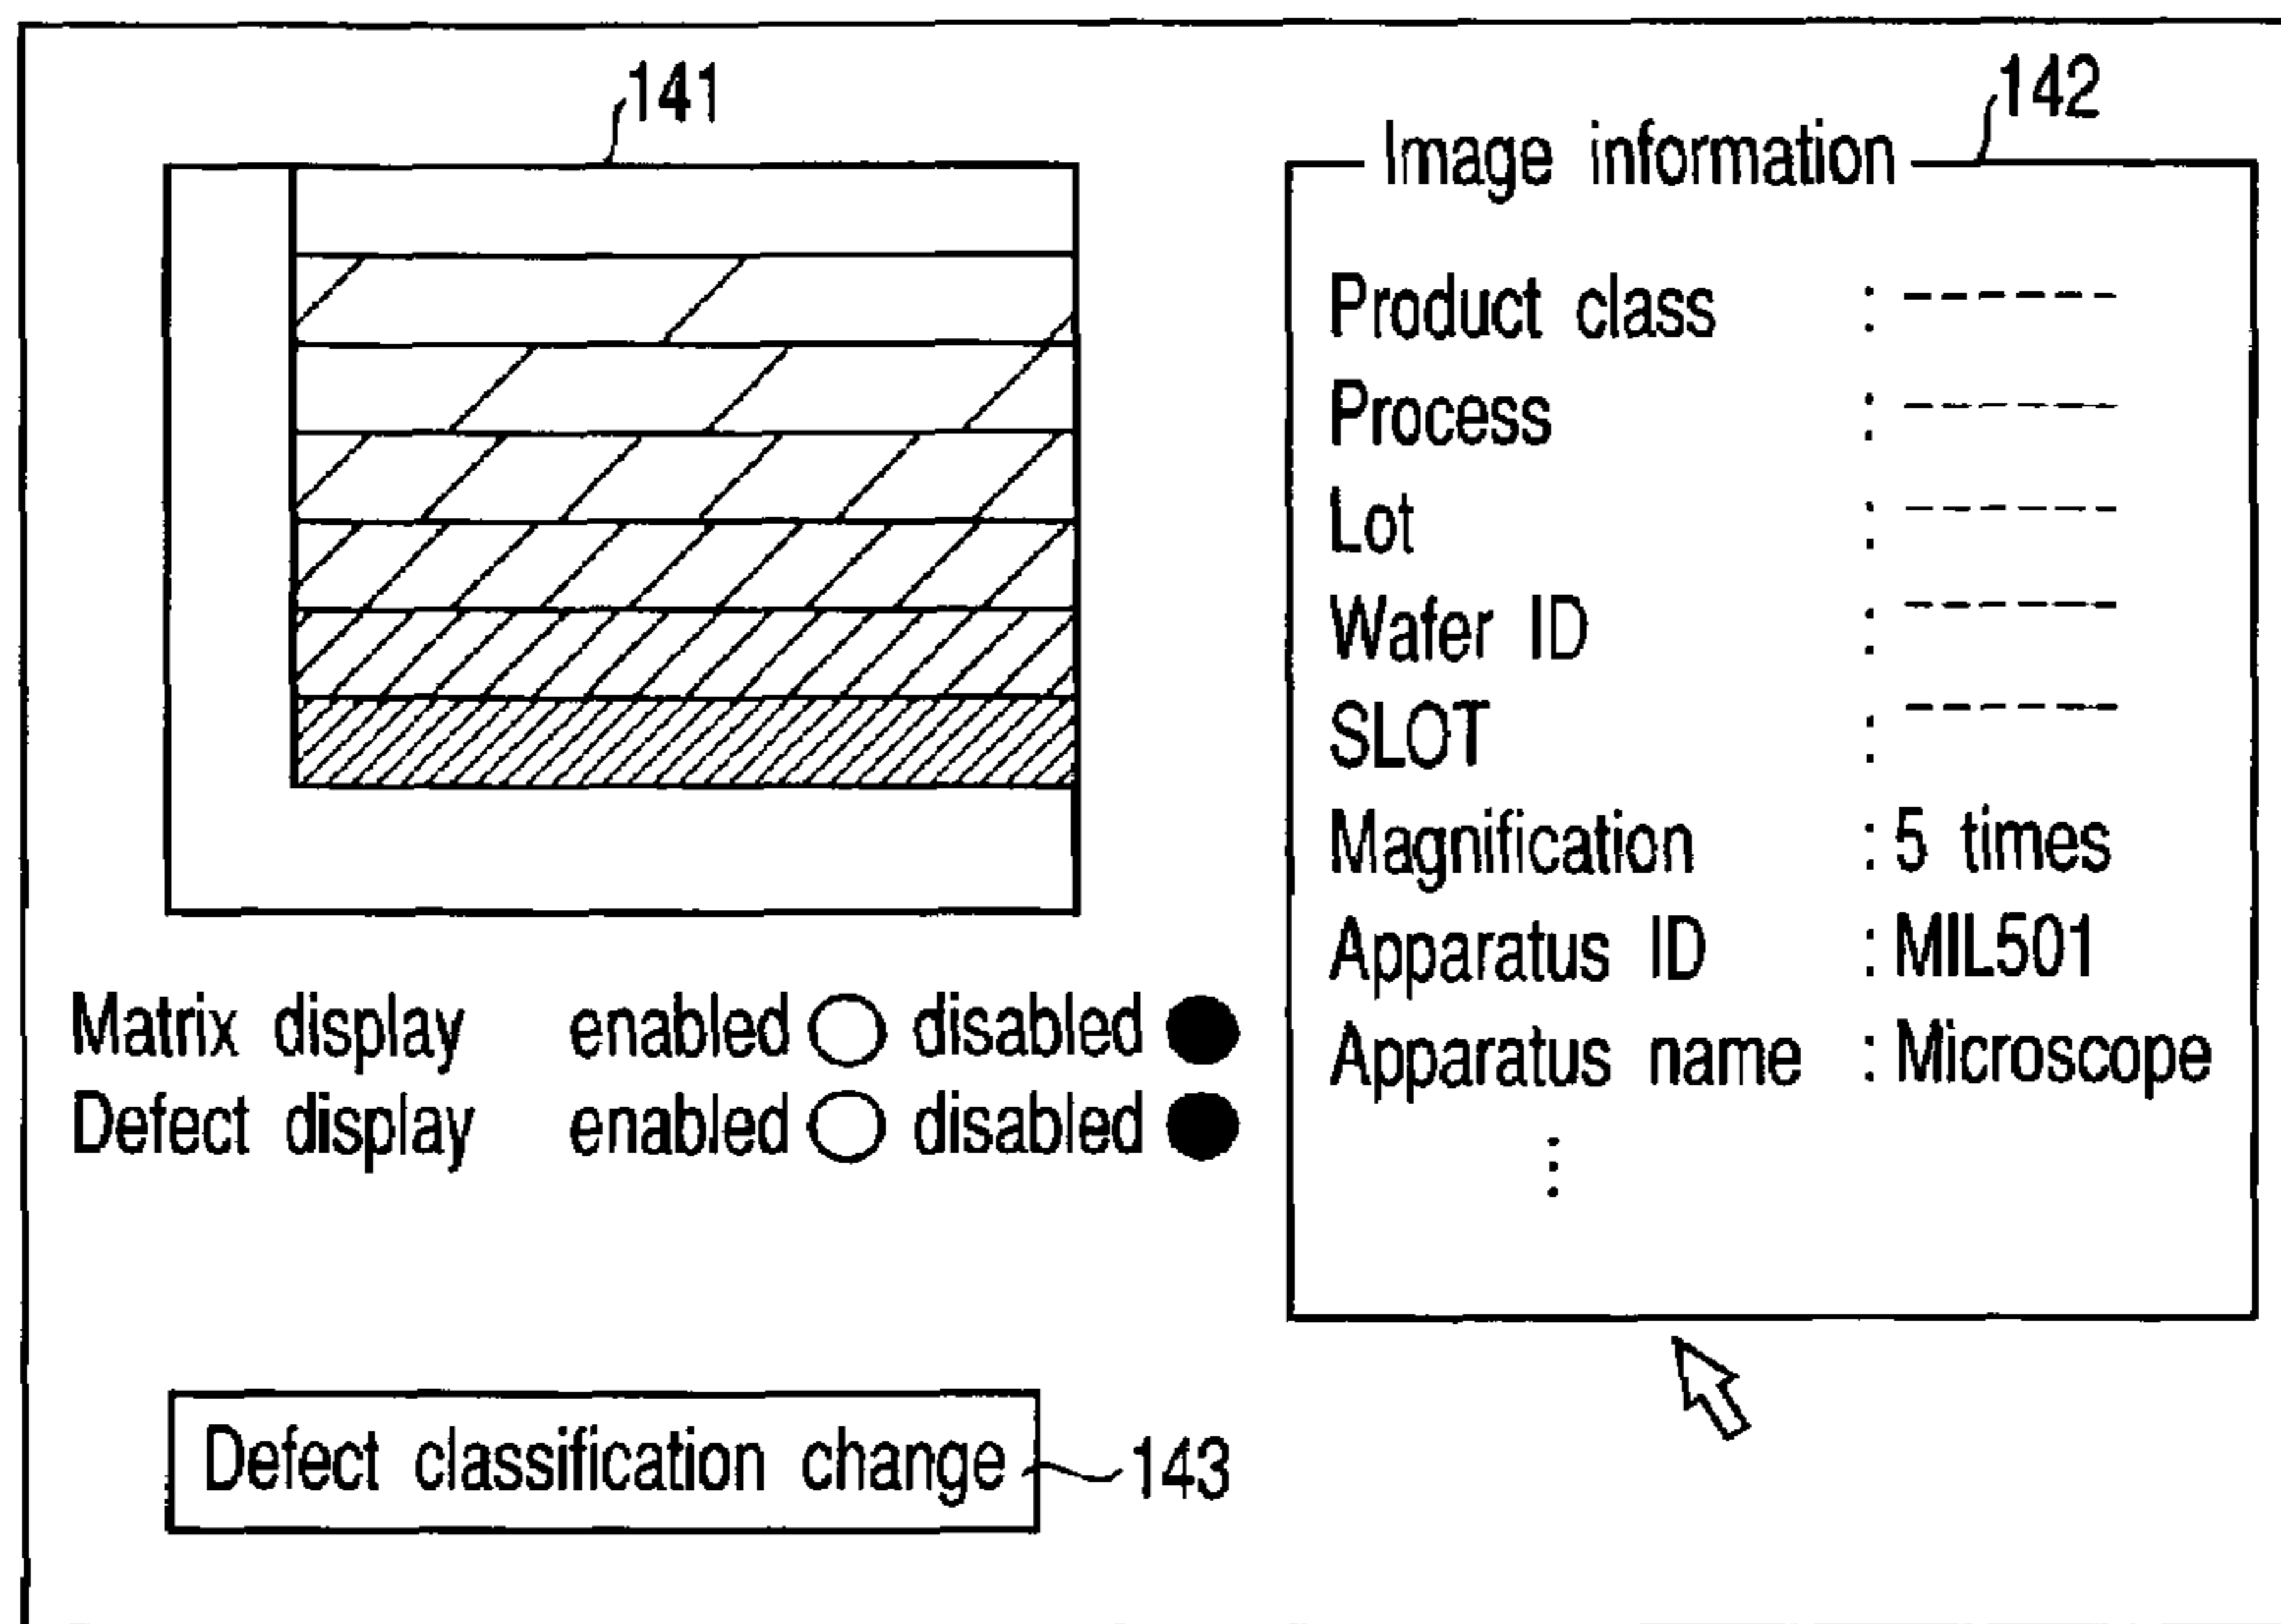 141
Matrix display enabled disabled
Defect display enabled disabled
Defect classification change 143
142
Image information
Product class : ------
Process : ------
Lot : ------
Wafer ID : ------
SLOT : ------
Magnification : 5 times
Apparatus ID : MIL501
Apparatus name : Microscope